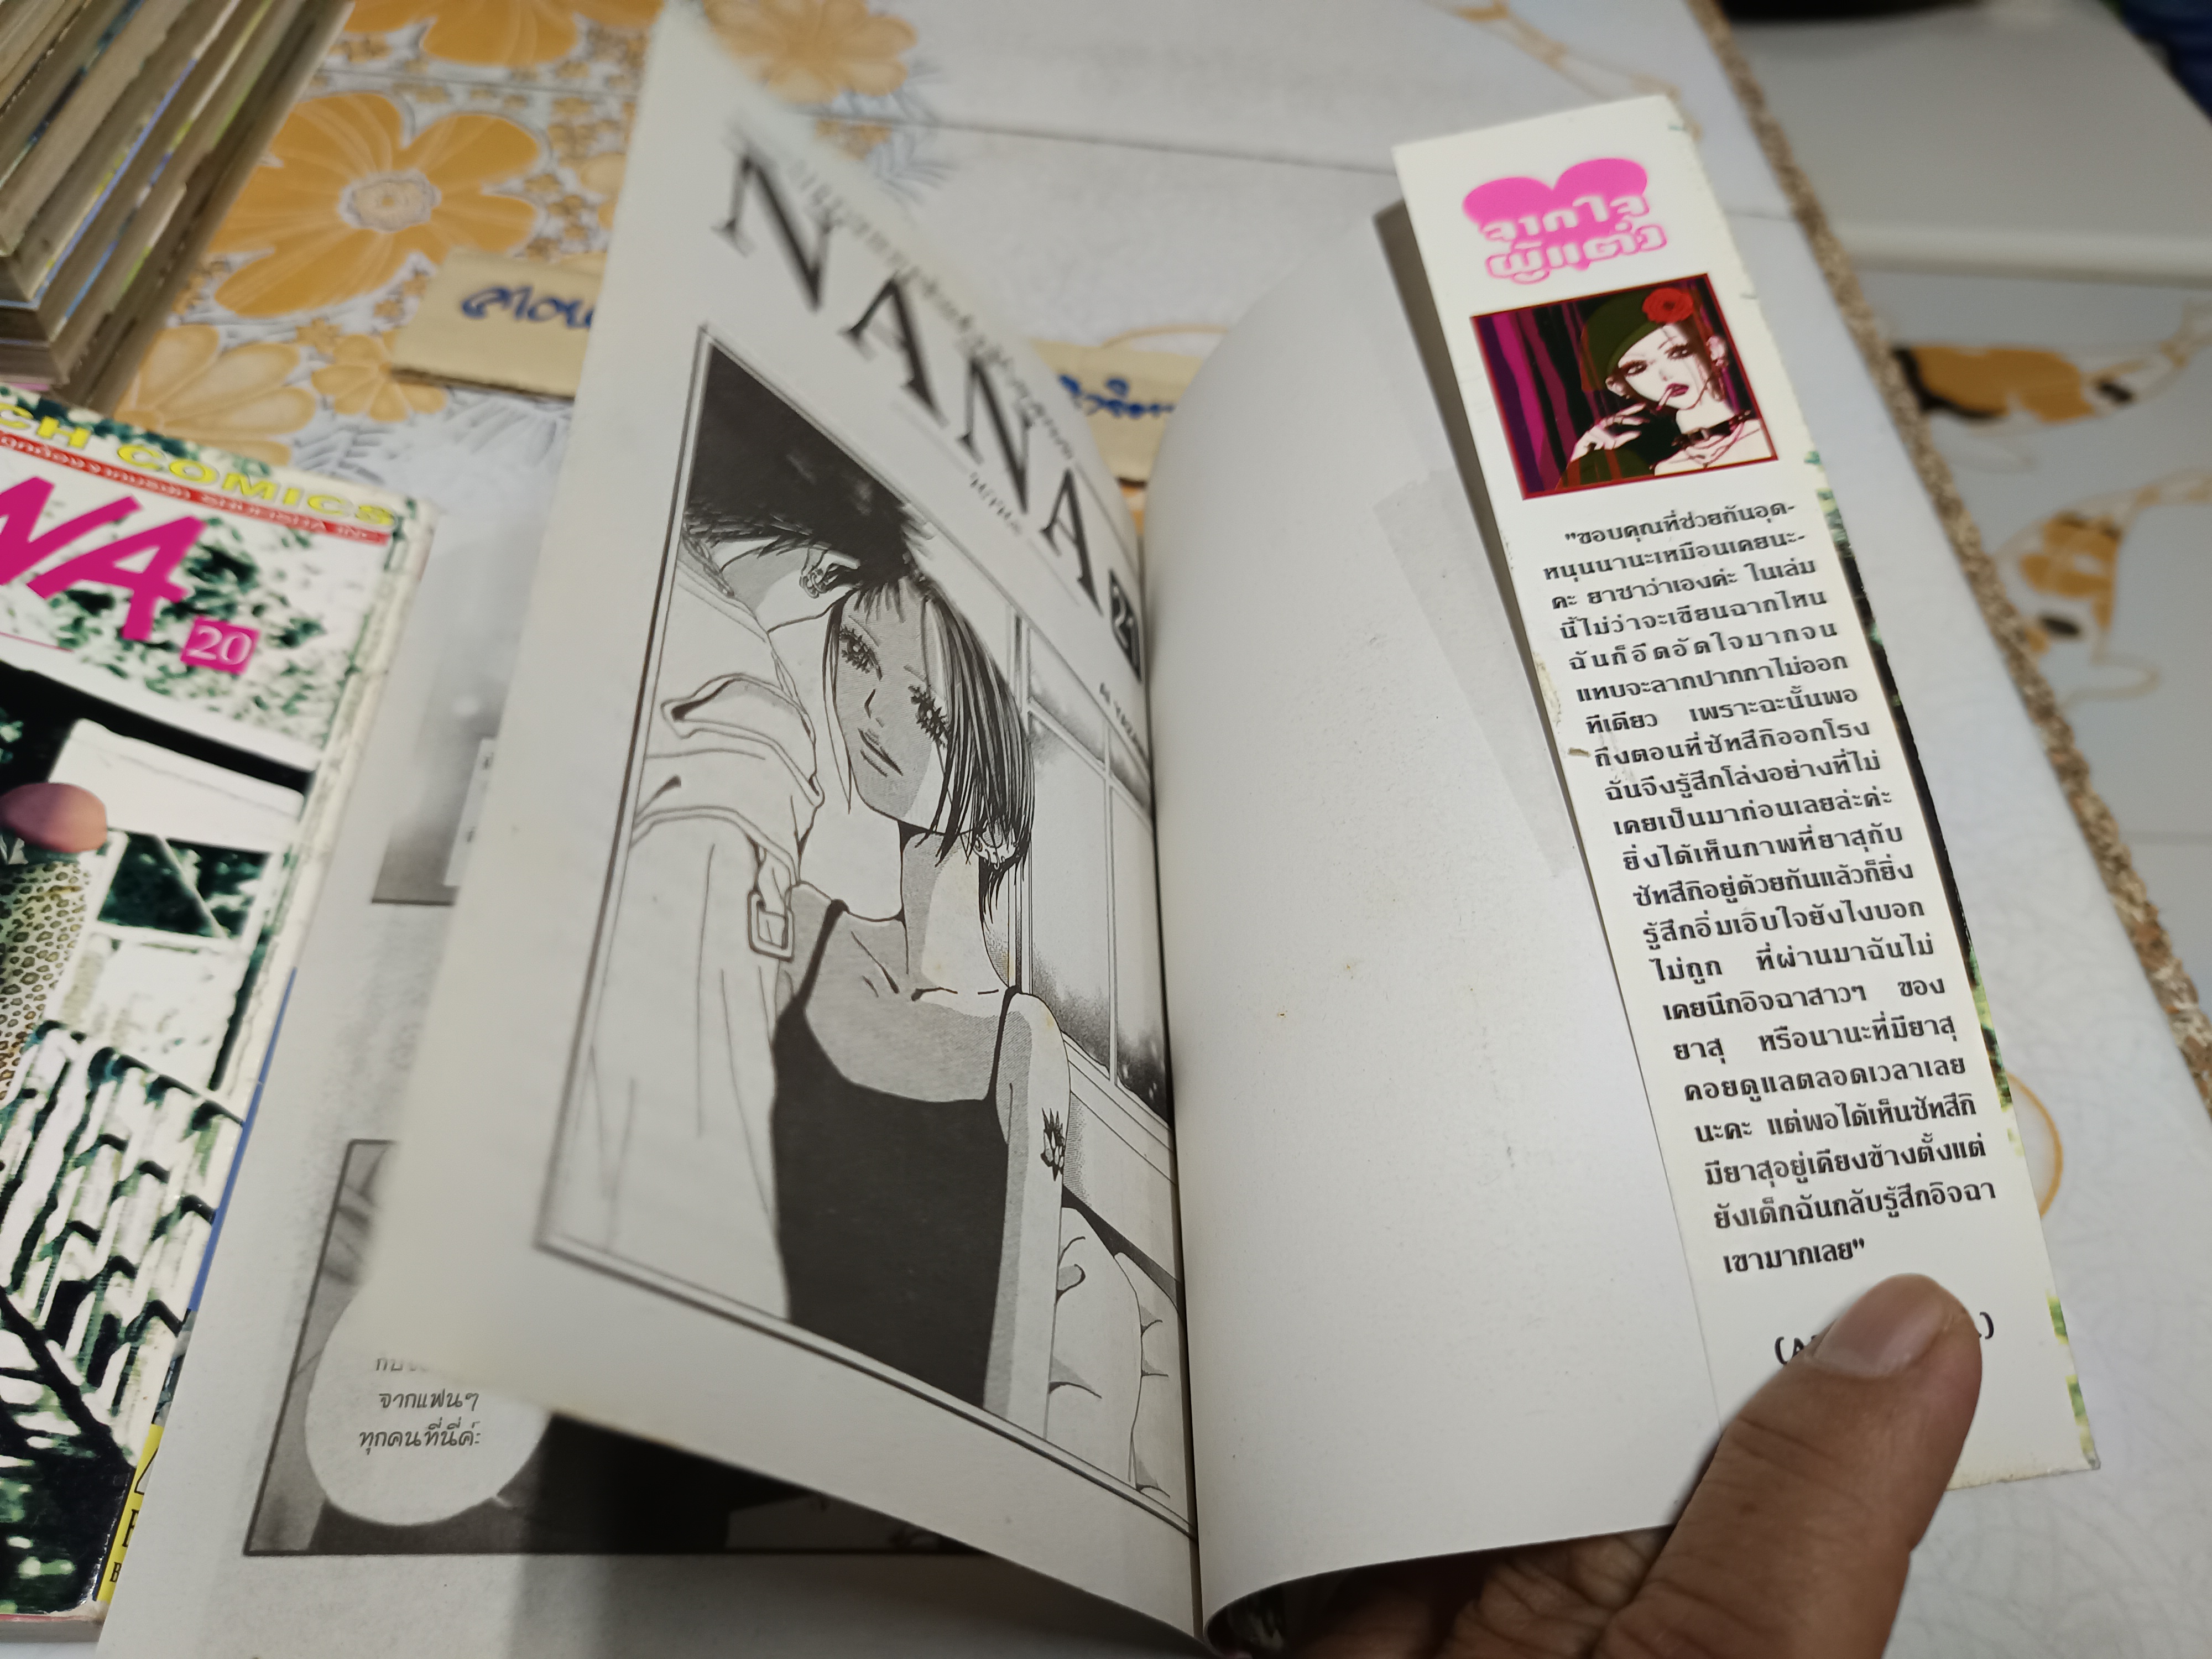 COMICS
20
NANA
21
จากแฟนๆ
ทุกคนที่นี่ค่ะ
จากใจ
ผู้แต่ง
"ขอบคุณที่ช่วยกันอุด-
หนุนนานะเหมือนเคยนะ-
คะ ยาซาว่าเองค่ะ ในเล่ม
นี้ไม่ว่าจะเขียนฉากไหน
ฉันก็อึดอัดใจมากจน
แทบจะลากปากกาไม่ออก
ทีเดียว เพราะฉะนั้นพอ
ถึงตอนที่ซัทสึกิออกโรง
ฉันจึงรู้สึกโล่งอย่างที่ไม่
เคยเป็นมาก่อนเลยล่ะค่ะ
ยิ่งได้เห็นภาพที่ยาสุกับ
ซัทสึกิอยู่ด้วยกันแล้วก็ยิ่ง
รู้สึกอิ่มเอิบใจยังไงบอก
ไม่ถูก ที่ผ่านมาฉันไม่
เคยนึกอิจฉาสาวๆ ของ
ยาสุ หรือนานะที่มียาสุ
คอยดูแลตลอดเวลาเลย
นะคะ แต่พอได้เห็นซัทสึกิ
มียาสุอยู่เคียงข้างตั้งแต่
ยังเด็กฉันกลับรู้สึกอิจฉา
เขามากเลย"